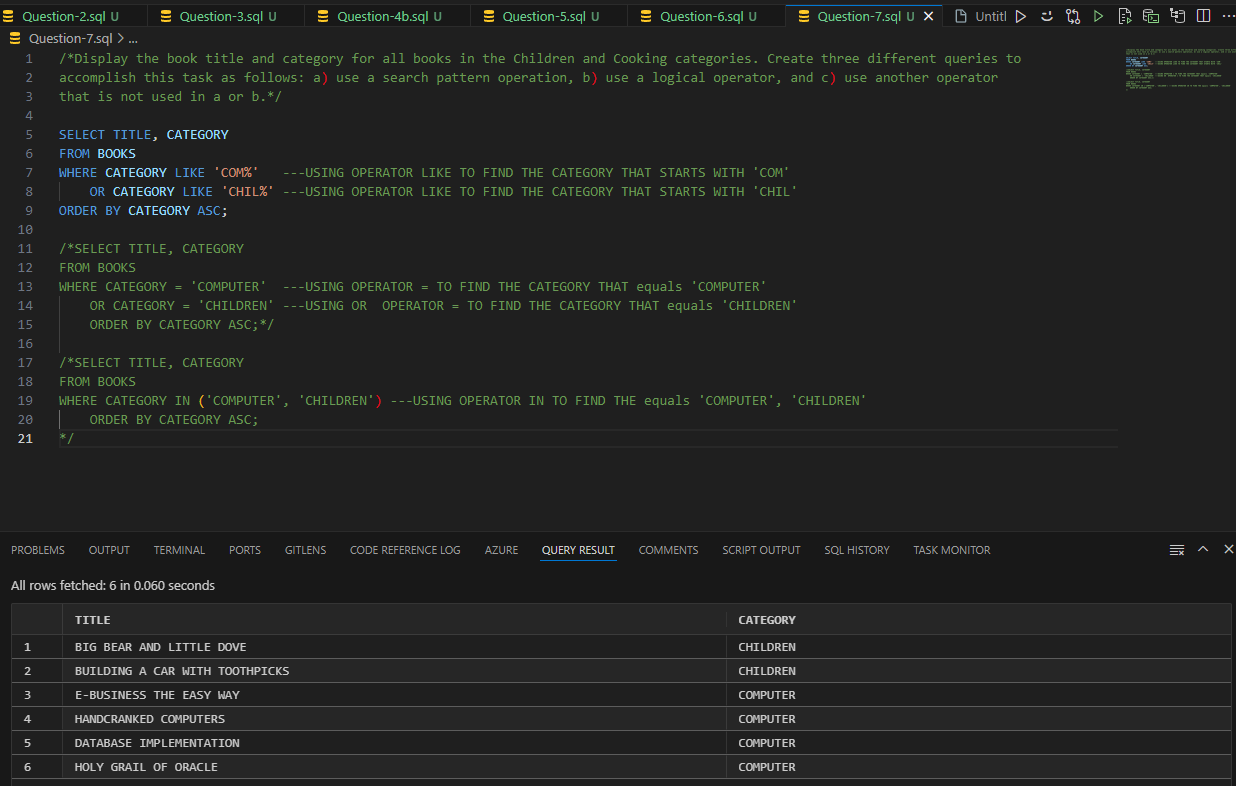 Question-2.sql U Question-3.sql U Question-4b.sql U Question-5.sql U Question-6.sql U Question-7.sql U Untitl
Question-7.sql > ...
1 /*Display the book title and category for all books in the Children and Cooking categories. Create three different queries to
2 accomplish this task as follows: a) use a search pattern operation, b) use a logical operator, and c) use another operator
3 that is not used in a or b.*/
4
5 SELECT TITLE, CATEGORY
6 FROM BOOKS
7 WHERE CATEGORY LIKE 'COM%' ---USING OPERATOR LIKE TO FIND THE CATEGORY THAT STARTS WITH 'COM'
8 OR CATEGORY LIKE 'CHIL%' ---USING OPERATOR LIKE TO FIND THE CATEGORY THAT STARTS WITH 'CHIL'
9 ORDER BY CATEGORY ASC;
10
11 /*SELECT TITLE, CATEGORY
12 FROM BOOKS
13 WHERE CATEGORY = 'COMPUTER' ---USING OPERATOR = TO FIND THE CATEGORY THAT equals 'COMPUTER'
14 OR CATEGORY = 'CHILDREN' ---USING OR OPERATOR = TO FIND THE CATEGORY THAT equals 'CHILDREN'
15 ORDER BY CATEGORY ASC;*/
16
17 /*SELECT TITLE, CATEGORY
18 FROM BOOKS
19 WHERE CATEGORY IN ('COMPUTER', 'CHILDREN') ---USING OPERATOR IN TO FIND THE equals 'COMPUTER', 'CHILDREN'
20 ORDER BY CATEGORY ASC;
21 */
PROBLEMS OUTPUT TERMINAL PORTS GITLENS CODE REFERENCE LOG AZURE QUERY RESULT COMMENTS SCRIPT OUTPUT SQL HISTORY TASK MONITOR
All rows fetched: 6 in 0.060 seconds
TITLE CATEGORY
1 BIG BEAR AND LITTLE DOVE CHILDREN
2 BUILDING A CAR WITH TOOTHPICKS CHILDREN
3 E-BUSINESS THE EASY WAY COMPUTER
4 HANDCRANKED COMPUTERS COMPUTER
5 DATABASE IMPLEMENTATION COMPUTER
6 HOLY GRAIL OF ORACLE COMPUTER